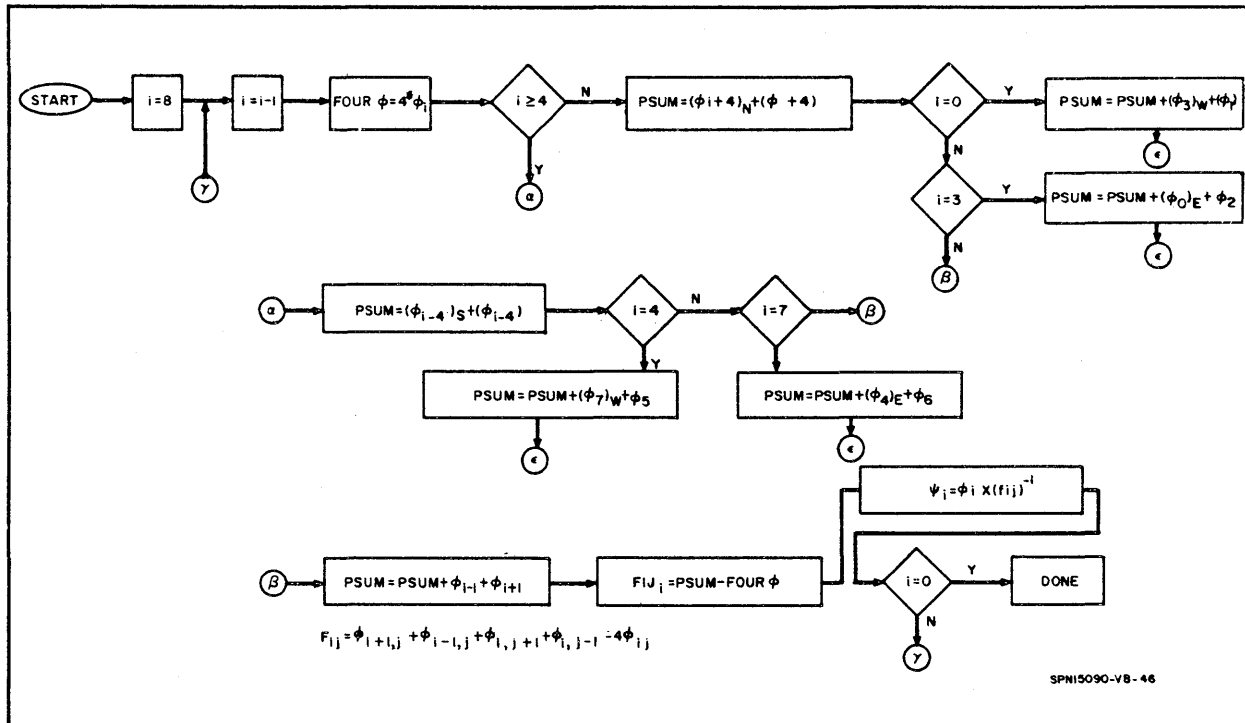 START
i=8
i=i-1
FOUR ϕ=4*ϕi
i≥4
N
PSUM=(ϕi+4)N+(ϕ +4)
i=0
Y
PSUM = PSUM+(ϕ3)W+(ϕ1)
γ
Y
α
N
ϵ
i=3
Y
PSUM = PSUM+(ϕ0)E+ϕ2
N
β
ϵ
α
PSUM=(ϕi-4)S+(ϕi-4)
i=4
N
i=7
β
Y
PSUM=PSUM+(ϕ7)W+ϕ5
PSUM=PSUM+(ϕ4)E+ϕ6
ϵ
ϵ
ψi=ϕi X(fij)-1
β
PSUM=PSUM+ϕi-1+ϕi+1
FIJi=PSUM-FOUR ϕ
i=0
Y
DONE
N
γ
Fij=ϕi+1,j+ϕi-1,j+ϕi,j+1+ϕi,j-1-4ϕij
SPN15090-VB-46